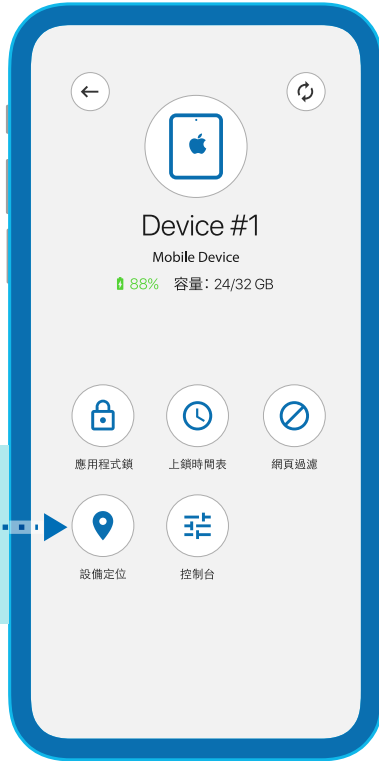 Device #1
Mobile Device
88% 容量：24/32 GB
應用程式鎖 上鎖時間表 網頁過濾
設備定位 控制台